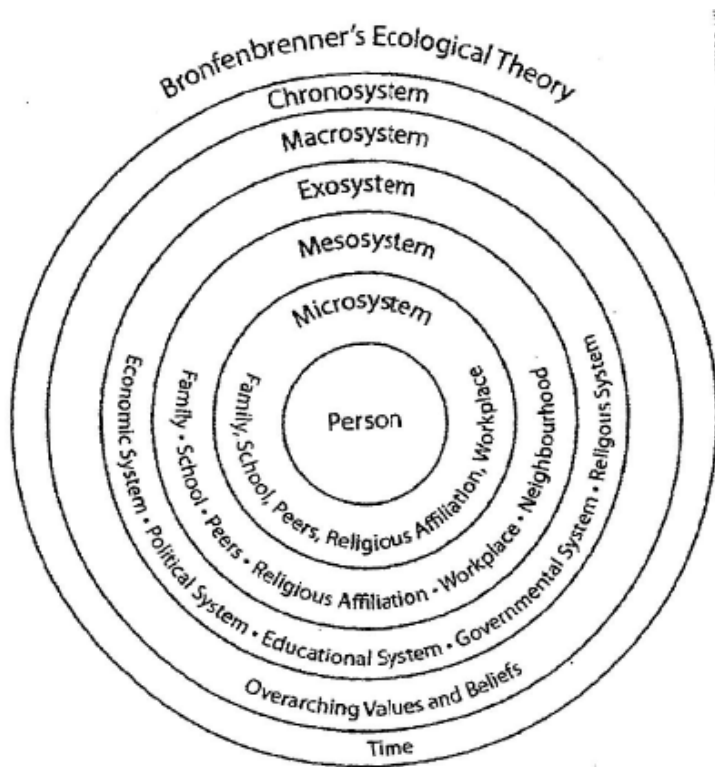 Bronfenbrenner's Ecological Theory
Chronosystem
Macrosystem
Exosystem
Mesosystem
Microsystem
Person
Family, School, Peers, Religious Affiliation, Workplace
Family • School • Peers • Religious Affiliation • Workplace • Neighbourhood
Economic System • Political System • Educational System • Governmental System • Religous System
Overarching Values and Beliefs
Time